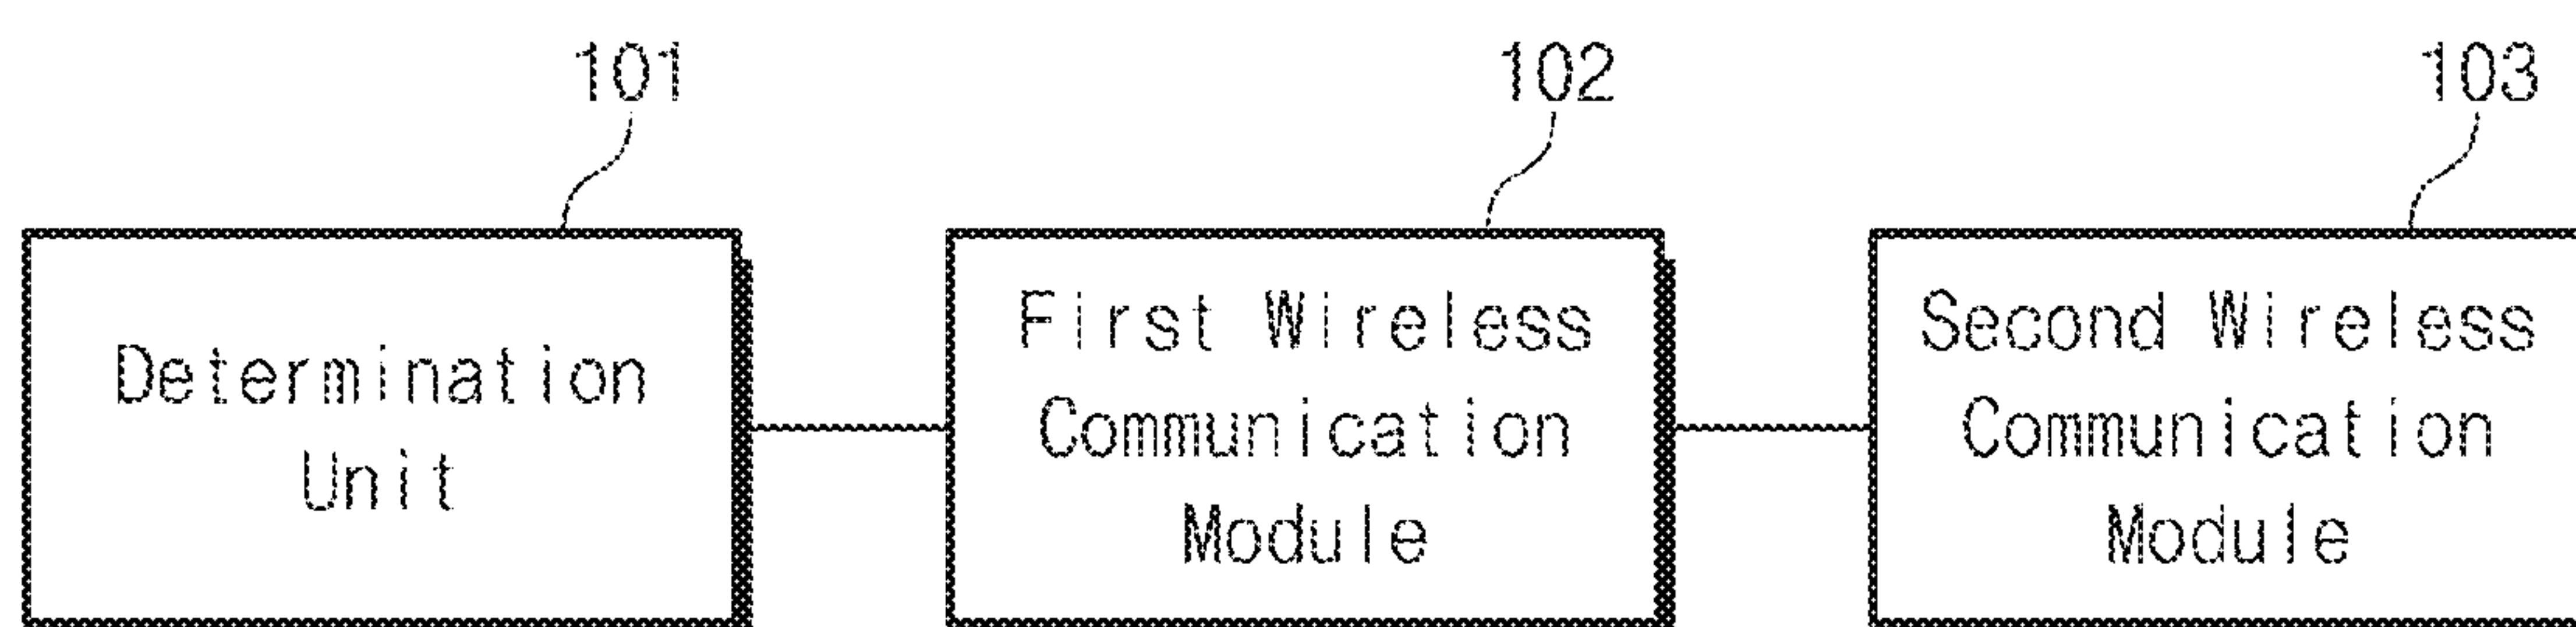 101
102
103
Determination
Unit
First Wireless
Communication
Module
Second Wireless
Communication
Module